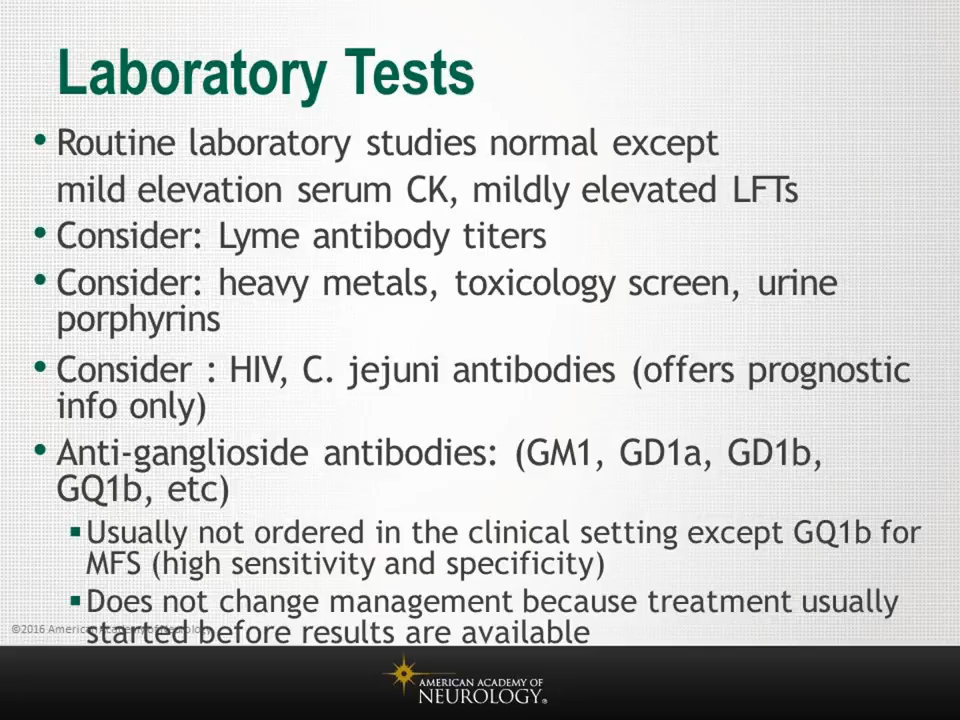 Laboratory Tests
• Routine laboratory studies normal except
mild elevation serum CK, mildly elevated LFTs
• Consider: Lyme antibody titers
• Consider: heavy metals, toxicology screen, urine
porphyrins
• Consider : HIV, C. jejuni antibodies (offers prognostic
info only)
• Anti-ganglioside antibodies: (GM1, GD1a, GD1b,
GQ1b, etc)
▪ Usually not ordered in the clinical setting except GQ1b for
MFS (high sensitivity and specificity)
▪ Does not change management because treatment usually
started before results are available
©2016 American Academy of Neurology
AMERICAN ACADEMY OF
NEUROLOGY®